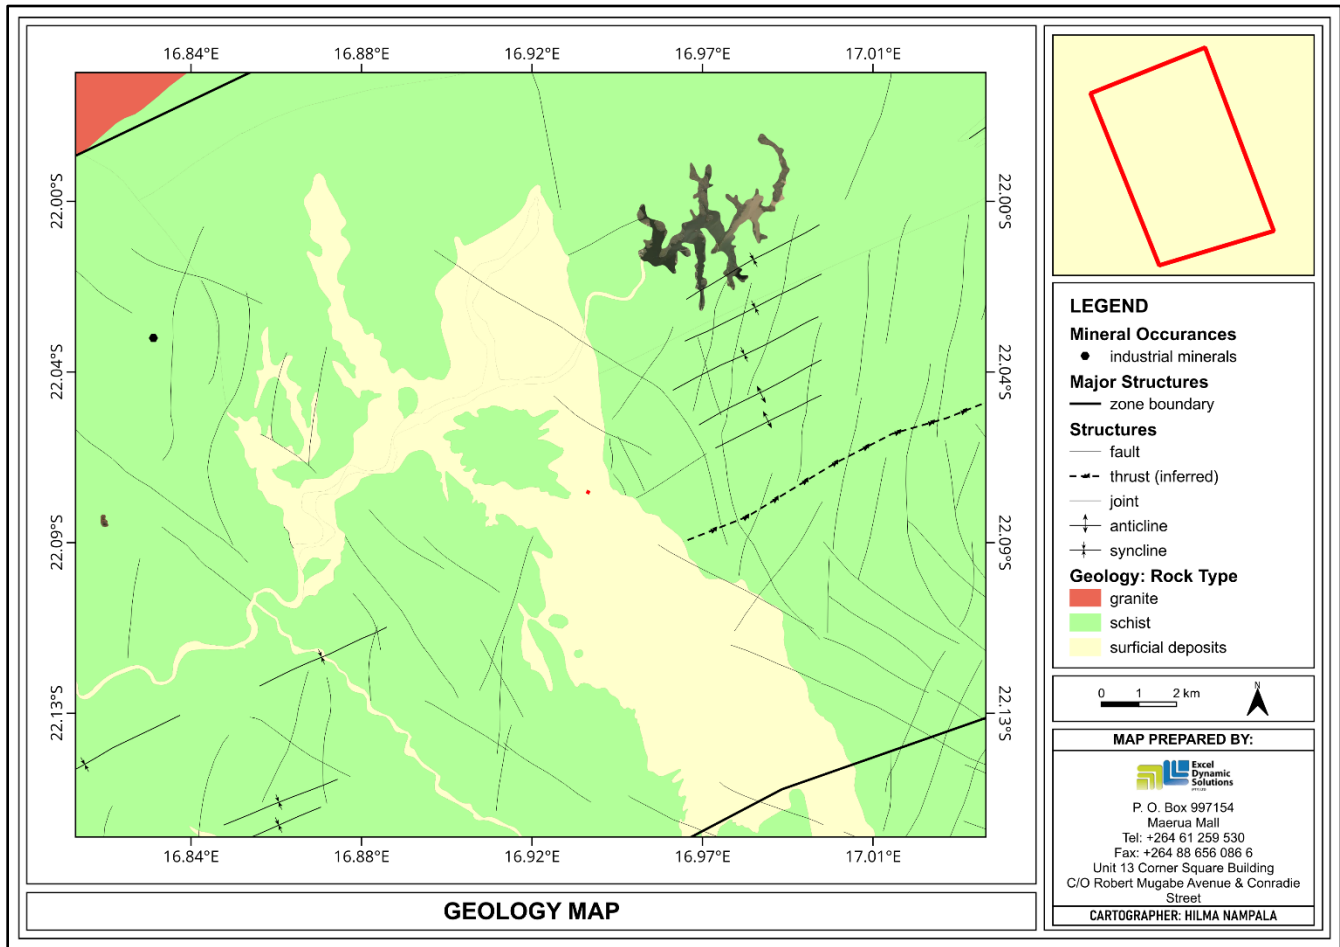 16.84°E 16.88°E 16.92°E 16.97°E 17.01°E
22.00°S
22.04°S
22.09°S
22.13°S
22.00°S
22.04°S
22.09°S
22.13°S
16.84°E 16.88°E 16.92°E 16.97°E 17.01°E
GEOLOGY MAP
LEGEND
Mineral Occurances
industrial minerals
Major Structures
zone boundary
Structures
fault
thrust (inferred)
joint
anticline
syncline
Geology: Rock Type
granite
schist
surficial deposits
0 1 2 km
N
MAP PREPARED BY:
Excel
Dynamic
Solutions
P. O. Box 997154
Maerua Mall
Tel: +264 61 259 530
Fax: +264 88 656 086 6
Unit 13 Corner Square Building
C/O Robert Mugabe Avenue & Conradie
Street
CARTOGRAPHER: HILMA NAMPALA